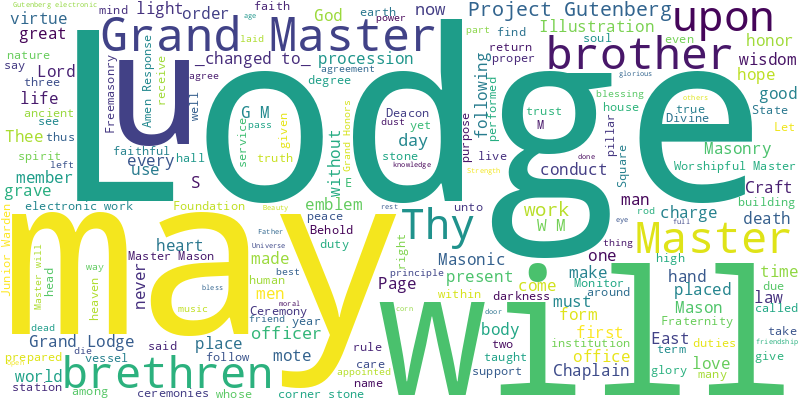 Lodge
may
will
u
Grand Master
brother
upon
brethren
Master
Thy
Project Gutenberg
Illustration
_changed to_
Gutenberg electronic
mind
light
order
faith
God
earth
now
virtue
great
age
power
laid
agree
agreement
procession
degree
part
find
return
proper
soul
even
honor
wisdom
hope
nature
say
Lord
three
life
ancient
see
Thee
thus
spirit
left
faithful
every
use
member
grave
Freemasonry
Amen Response
receive
well
hall
S
G M
pass
service
given
truth
Grand Honors
without
E
Deacon
dust
yet
day
stone
knowledge
following
performed
purpose
live
M
conduct
trust
blessing
house
pillar
Square
glorious
others
true
Divine
good
State
Let
Masonry
Worshipful Master
Craft
building
death
man
rod
charge
full
eye
thing
unto
work
W M
electronic work
Foundation
emblem
Strength
Beauty
rest
peace
Behold
duty
Father
Universe
right
Junior Warden
Master will
head
heaven
way
heart
Master Mason
never
made
human
men
best
principle
bless
music
moral
Ceremony
friend
year
officer
Masonic
present
Page
within
come
darkness
one
make
must
around
Monitor
hand
placed
high
time
due
law
called
Mason
Fraternity
dead
Grand Lodge
die
said
place
prepared
vessel
follow
mote
rule
care
appointed
name
corn
door
body
two
taught
support
form
first
institution
office
Chaplain
East
term
glory
love
many
duties
take
friendship
give
world
station
among
ceremonies
whose
corner stone
done